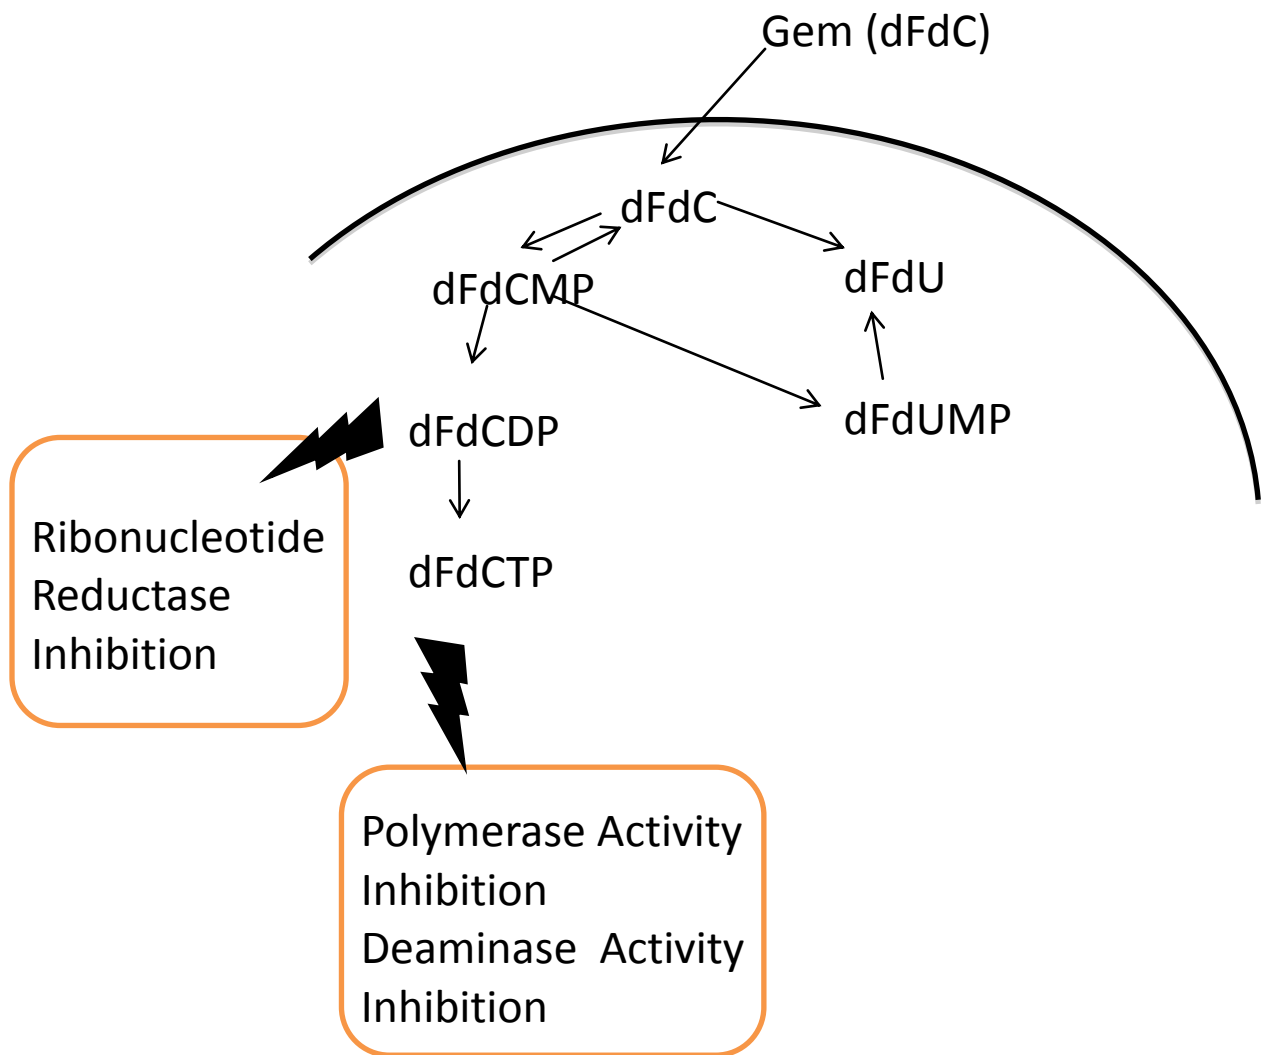 Gem (dFdC)
dFdC
dFdU
dFdCMP
dFdUMP
dFdCDP
Ribonucleotide
Reductase
Inhibition
dFdCTP
Polymerase Activity
Inhibition
Deaminase Activity
Inhibition